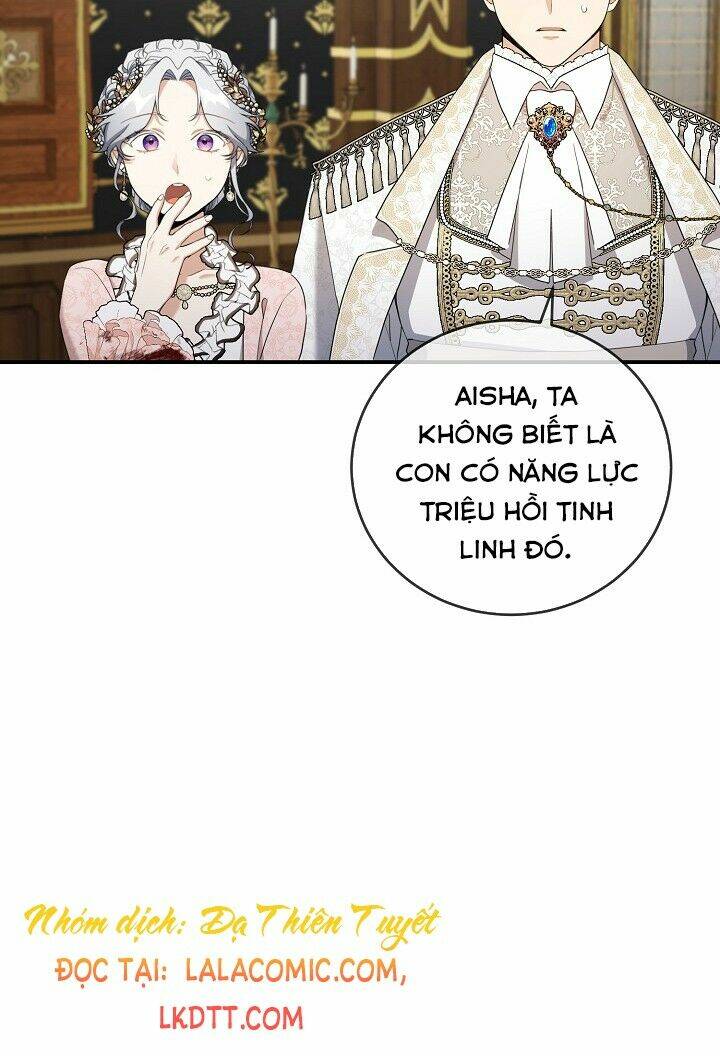 AISHA, TA
KHÔNG BIẾT LÀ
CON CÓ NĂNG LỰC
TRIỆU HỒI TINH
LINH ĐÓ.
Nhóm dịch: Dạ Thiên Tuyết
ĐỌC TẠI: LALACOMIC.COM,
LKDTT.COM